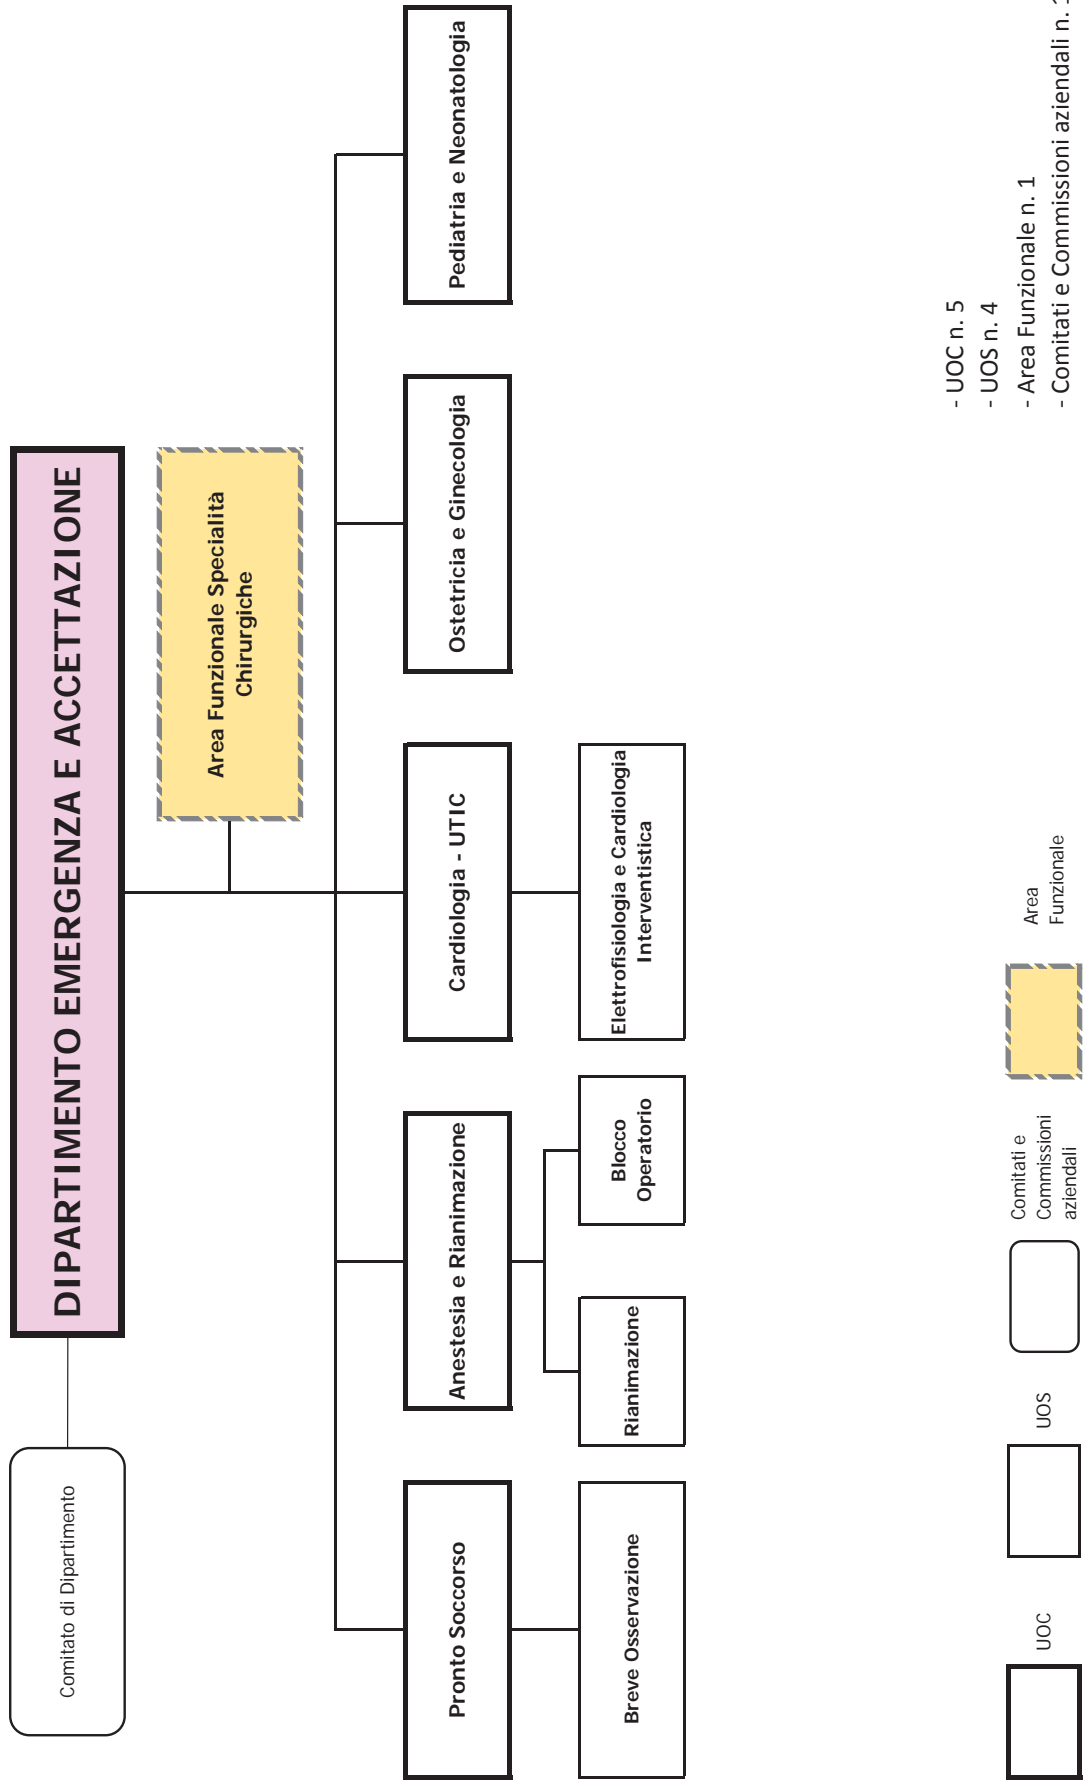 DIPARTIMENTO EMERGENZA E ACCETTAZIONE
Comitato di Dipartimento
Area Funzionale Specialità
Chirurgiche
Pronto Soccorso
Anestesia e Rianimazione
Cardiologia - UTIC
Ostetricia e Ginecologia
Pediatria e Neonatologia
Breve Osservazione
Rianimazione
Blocco
Operatorio
Elettrofisiologia e Cardiologia
Interventistica
- UOC n. 5
- UOS n. 4
- Area Funzionale n. 1
- Comitati e Commissioni aziendali n.
UOC
UOS
Comitati e
Commissioni
aziendali
Area
Funzionale